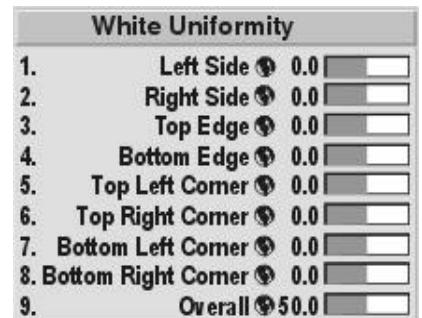 White Uniformity
1. Left Side 0.0
2. Right Side 0.0
3. Top Edge 0.0
4. Bottom Edge 0.0
5. Top Left Corner 0.0
6. Top Right Corner 0.0
7. Bottom Left Corner 0.0
8. Bottom Right Corner 0.0
9. Overall 50.0